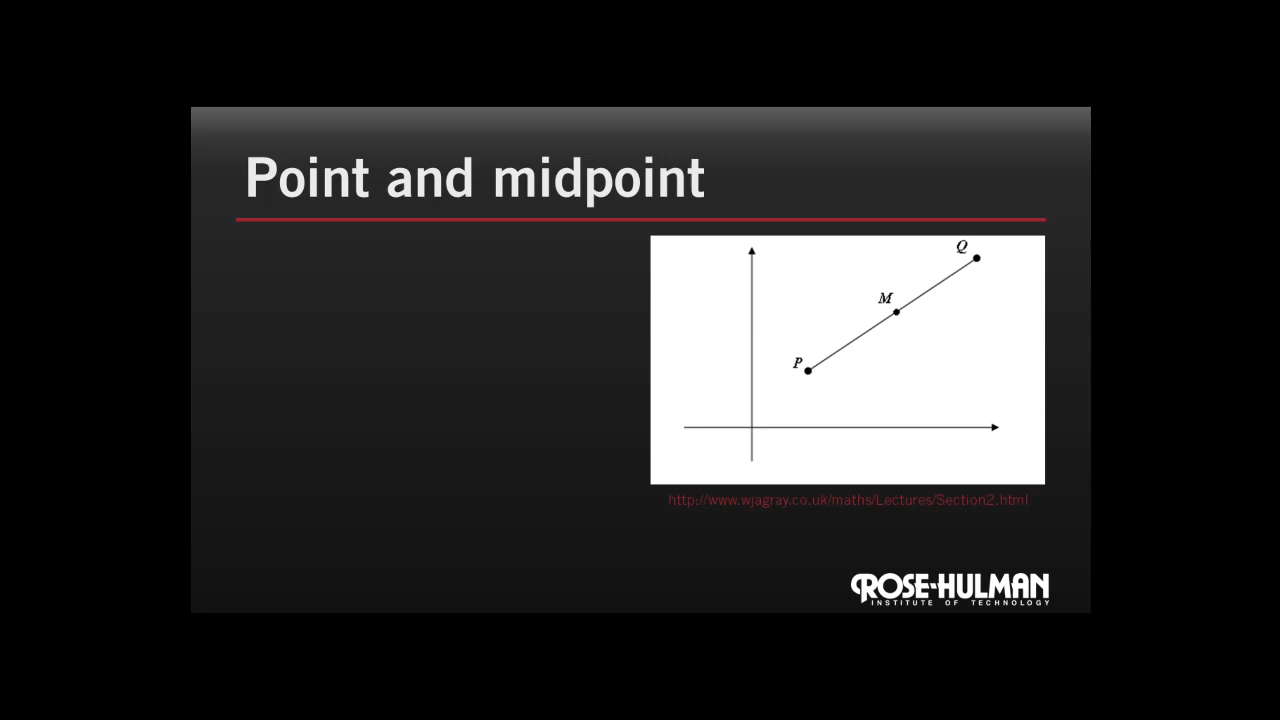 Point and midpoint
Q
M
P
http://www.wjagray.co.uk/maths/Lectures/Section2.html
ROSE-HULMAN
INSTITUTE OF TECHNOLOGY